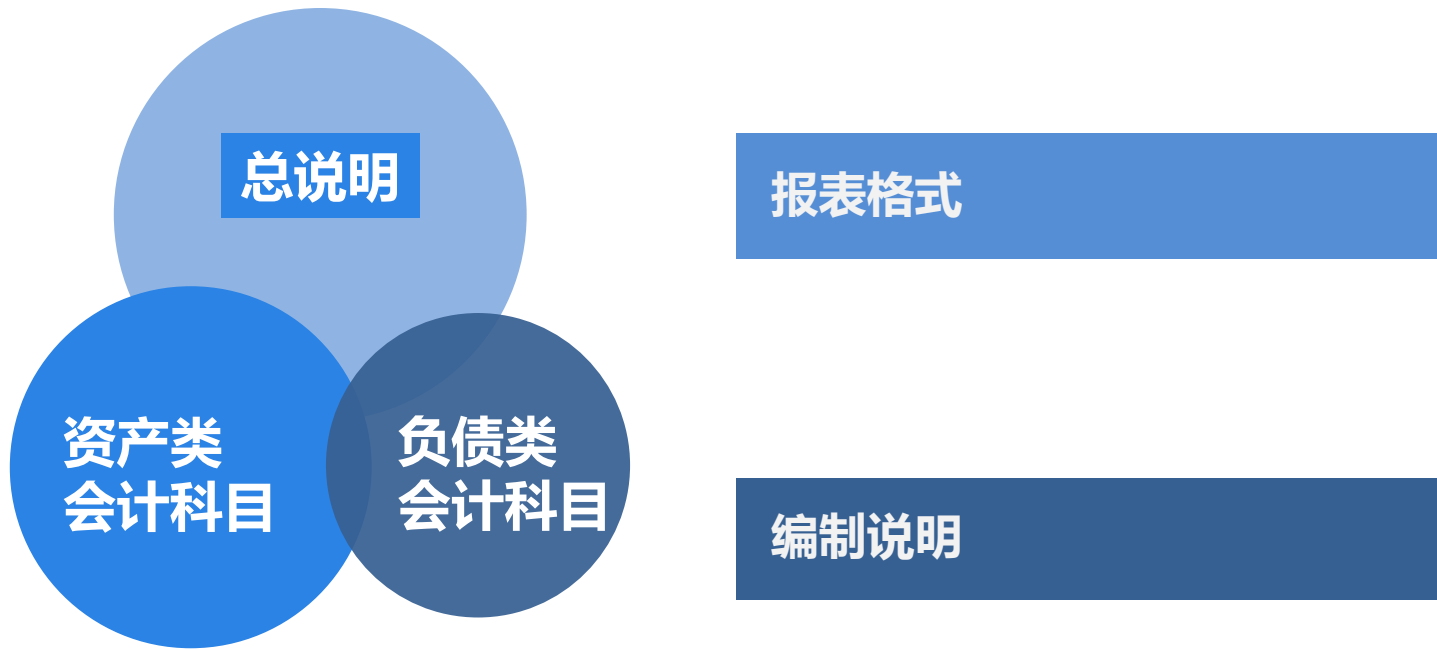 总说明
资产类
会计科目
负债类
会计科目
报表格式
编制说明